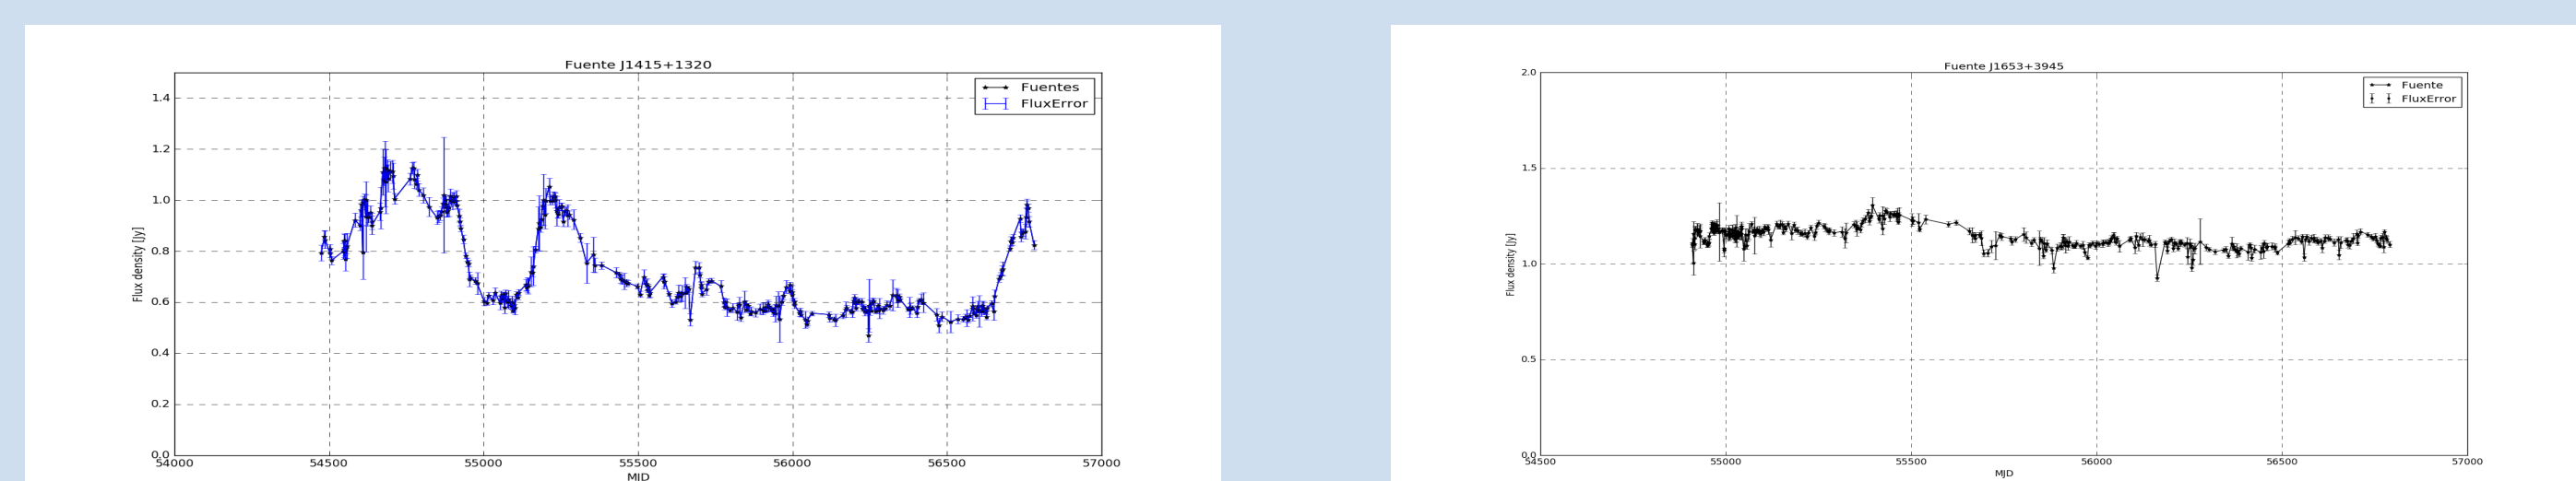 Fuente J1415+1320
Fuentes
FluxError
Flux density [Jy]
1.4
1.2
1.0
0.8
0.6
0.4
0.2
0.0
54000 54500 55000 55500 56000 56500 57000
MJD
Fuente J1653+3945
Fuente
FluxError
Flux density [Jy]
2.0
1.5
1.0
0.5
0.0
54500 55000 55500 56000 56500 57000
MJD